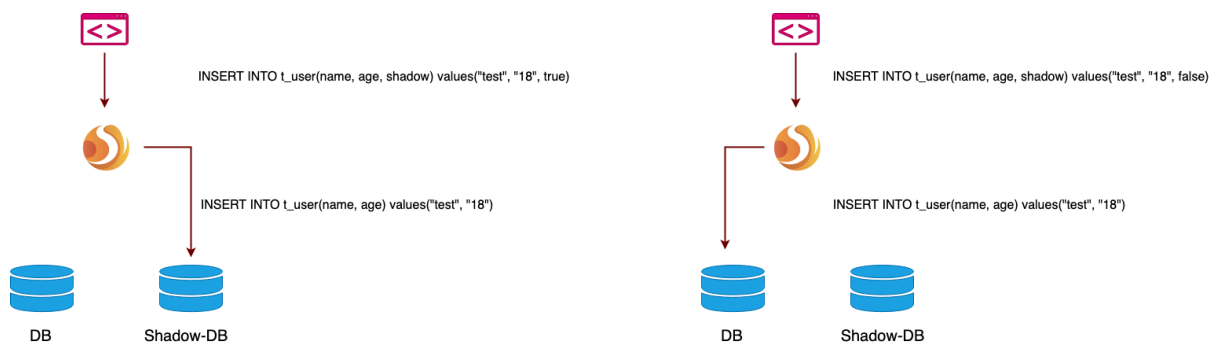 INSERT INTO t_user(name, age, shadow) values("test", "18", true)
INSERT INTO t_user(name, age) values("test", "18")
DB
Shadow-DB
INSERT INTO t_user(name, age, shadow) values("test", "18", false)
INSERT INTO t_user(name, age) values("test", "18")
DB
Shadow-DB